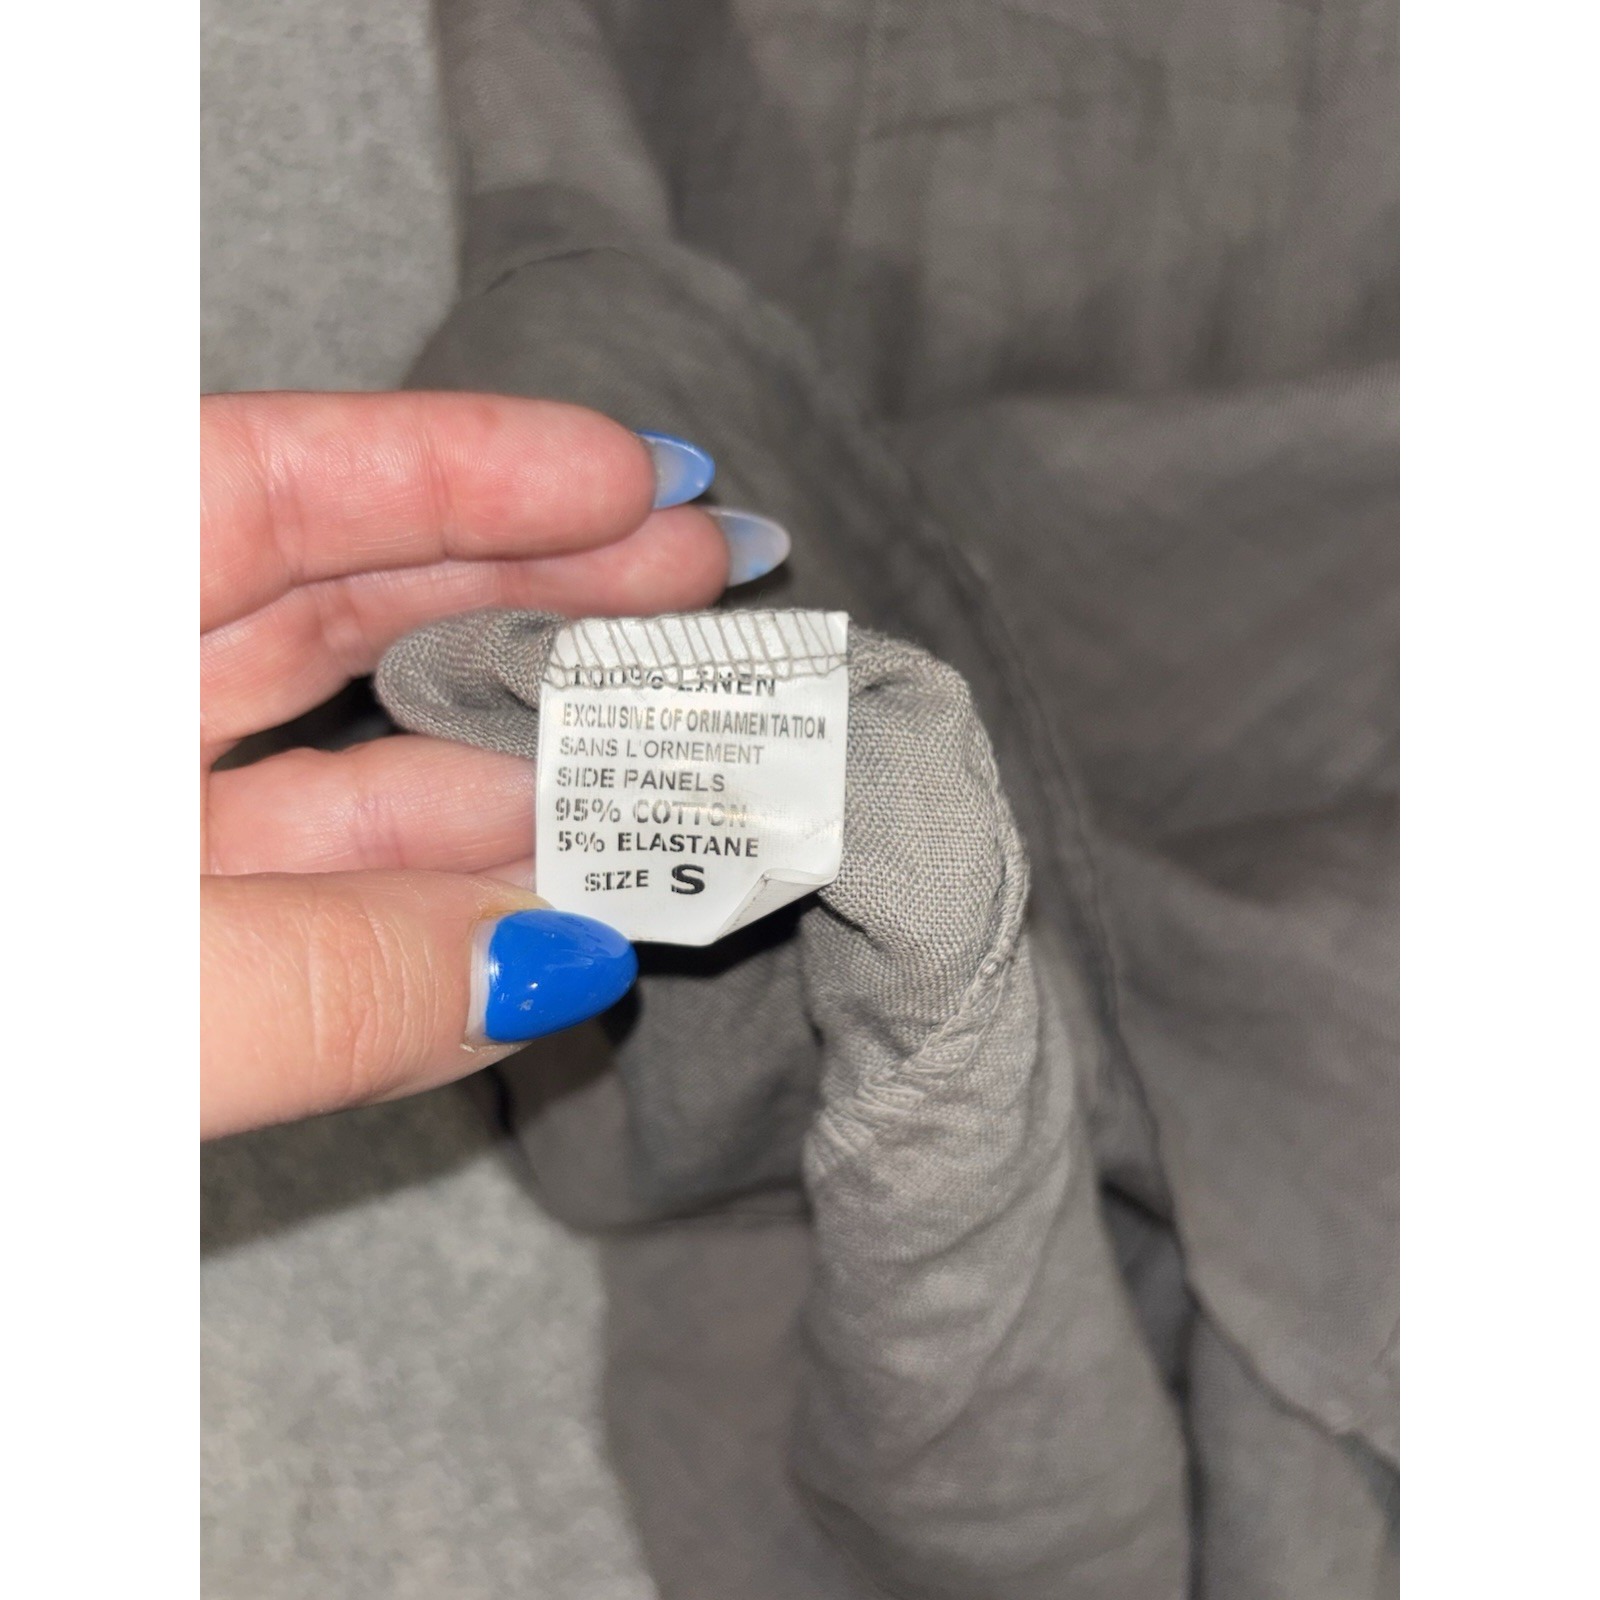 100% LINEN
EXCLUSIVE OF ORNAMENTATION
SANS L'ORNEMENT
SIDE PANELS
95% COTTON
5% ELASTANE
SIZE S